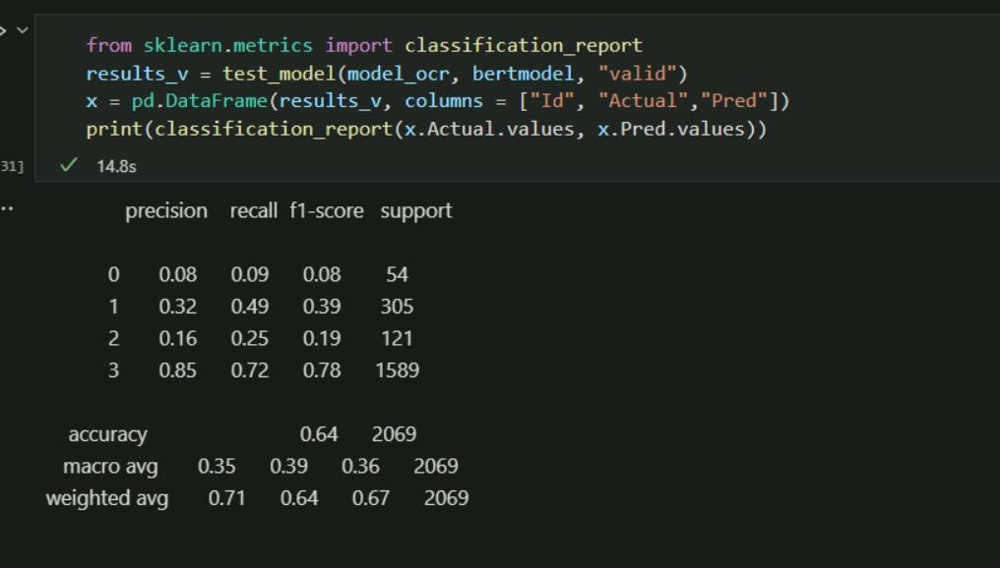 from sklearn.metrics import classification_report
results_v = test_model(model_ocr, bertmodel, "valid")
x = pd.DataFrame(results_v, columns = ["Id", "Actual","Pred"])
print(classification_report(x.Actual.values, x.Pred.values))
31] ✓ 14.8s
precision recall f1-score support
0 0.08 0.09 0.08 54
1 0.32 0.49 0.39 305
2 0.16 0.25 0.19 121
3 0.85 0.72 0.78 1589
accuracy 0.64 2069
macro avg 0.35 0.39 0.36 2069
weighted avg 0.71 0.64 0.67 2069